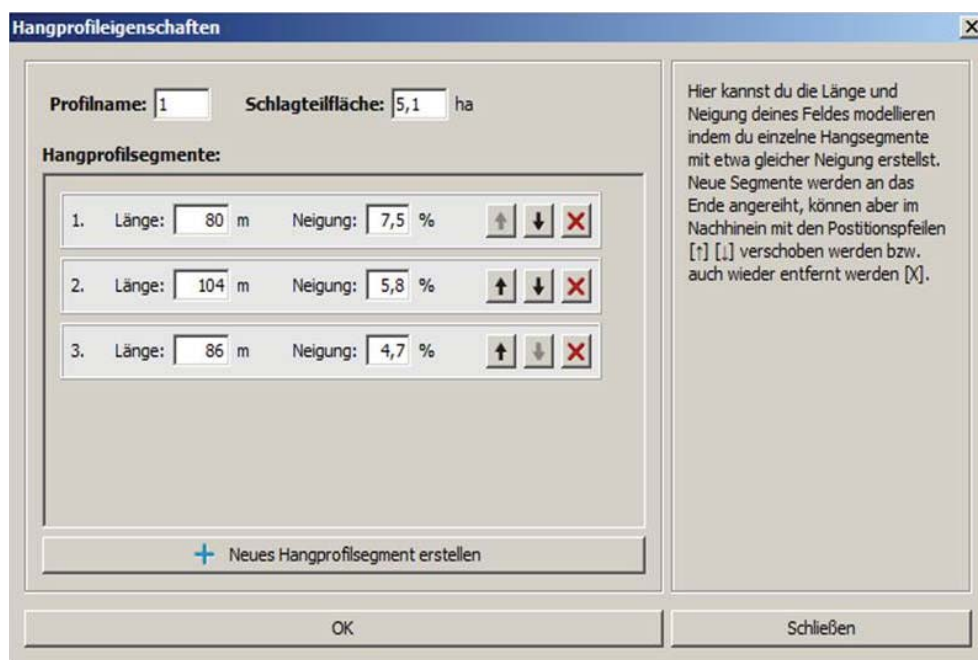 Hangprofileigenschaften
Profilname: 1 Schlagteilfläche: 5,1 ha
Hangprofilsegmente:
1. Länge: 80 m Neigung: 7,5 %
2. Länge: 104 m Neigung: 5,8 %
3. Länge: 86 m Neigung: 4,7 %
Neues Hangprofilsegment erstellen
Hier kannst du die Länge und
Neigung deines Feldes modellieren
indem du einzelne Hangsegmente
mit etwa gleicher Neigung erstellst.
Neue Segmente werden an das
Ende angereiht, können aber im
Nachhinein mit den Postitionspfeilen
[↑] [↓] verschoben werden bzw.
auch wieder entfernt werden [X].
OK
Schließen